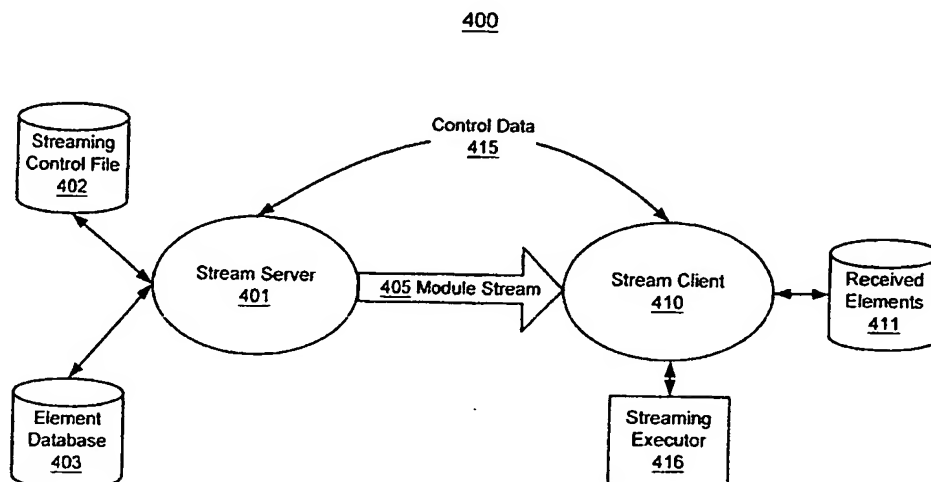 400
Streaming
Control File
402
Control Data
415
Stream Server
401
405 Module Stream
Stream Client
410
Received
Elements
411
Element
Database
403
Streaming
Executor
416